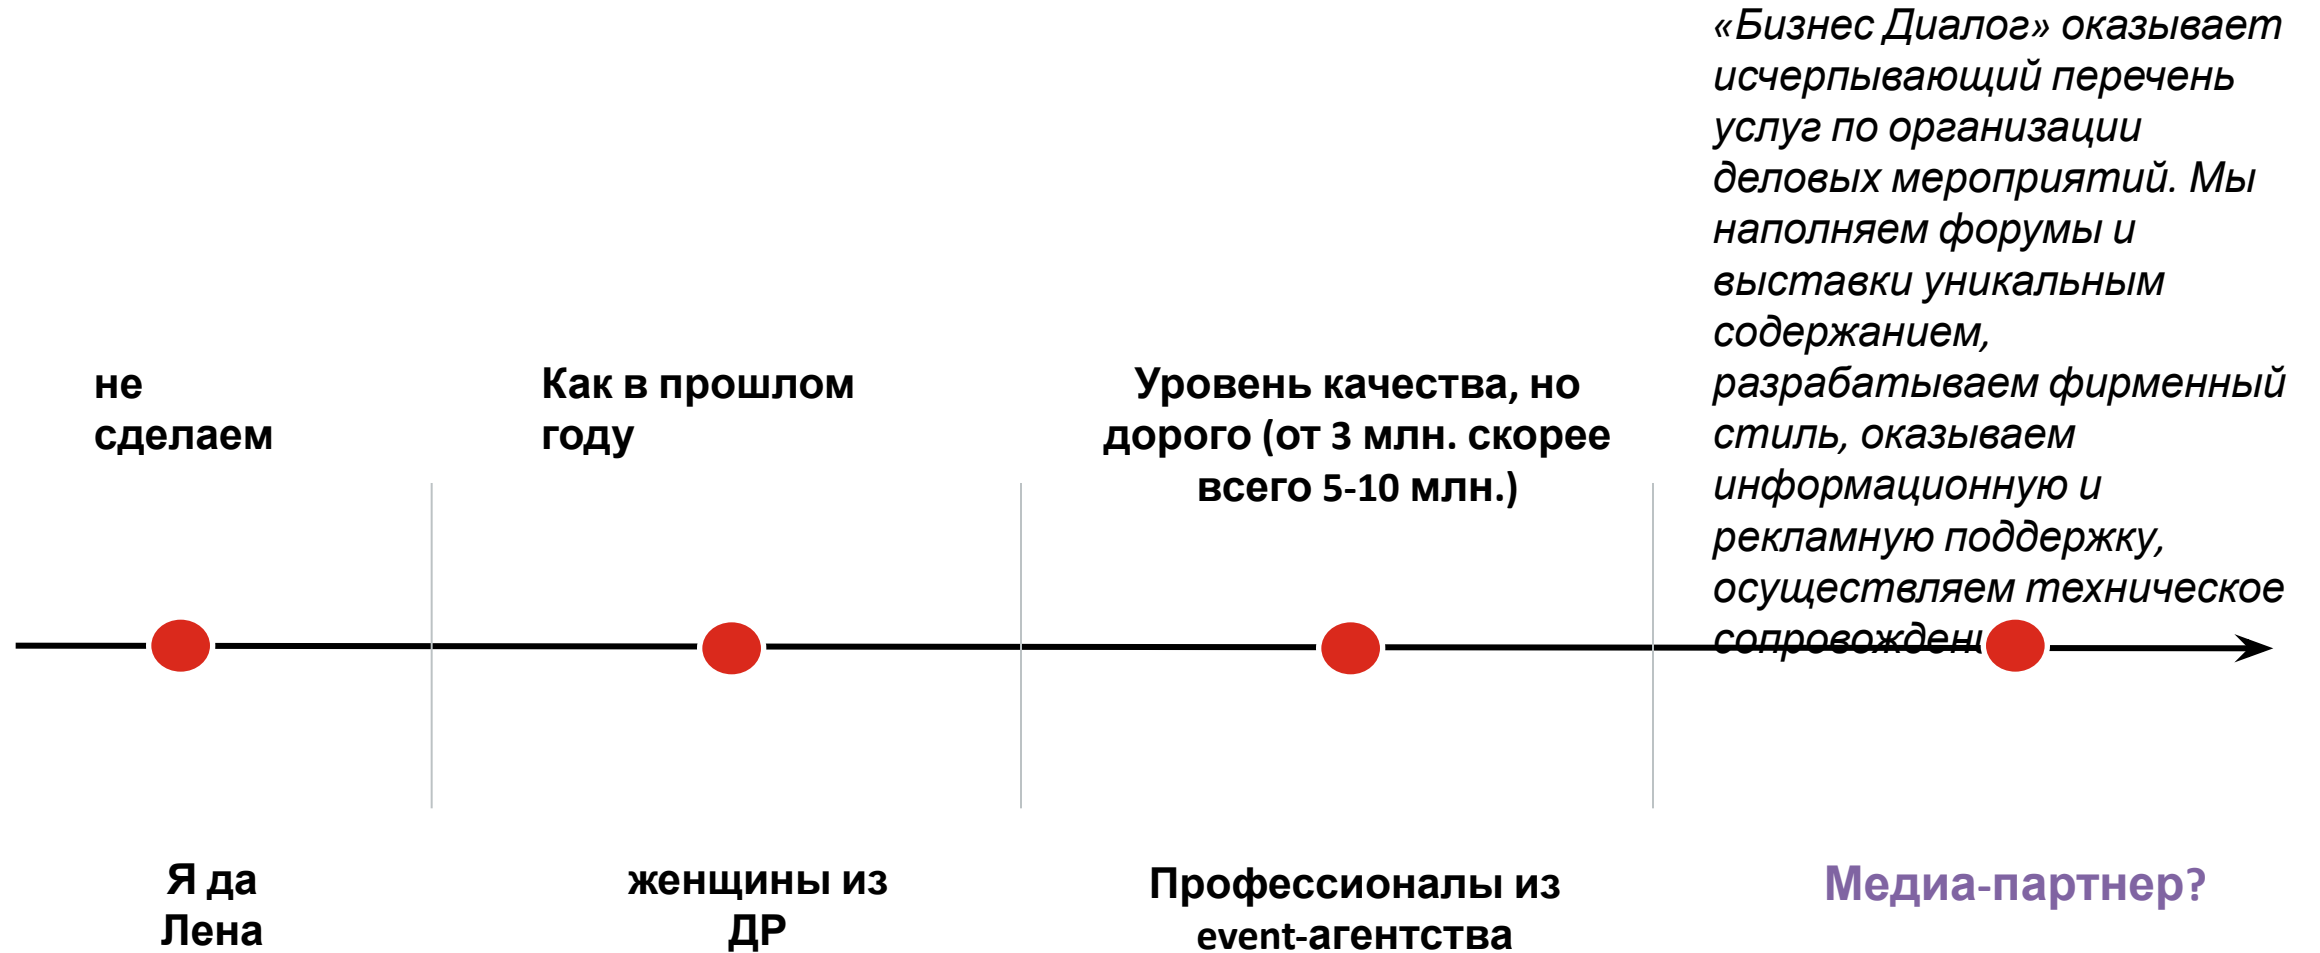 «Бизнес Диалог» оказывает
исчерпывающий перечень
услуг по организации
деловых мероприятий. Мы
наполняем форумы и
выставки уникальным
содержанием,
разрабатываем фирменный
стиль, оказываем
информационную и
рекламную поддержку,
осуществляем техническое
не
сделаем
Как в прошлом
году
Уровень качества, но
дорого (от 3 млн. скорее
всего 5-10 млн.)
Я да
Лена
женщины из
ДР
Профессионалы из
event-агентства
Медиа-партнер?